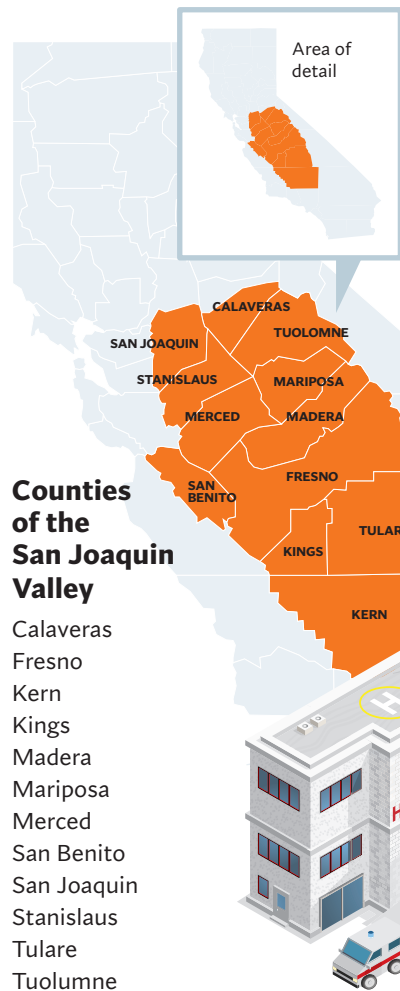 Area of
detail
CALAVERAS
TUOLOMNE
SAN JOAQUIN
STANISLAUS
MARIPOSA
MERCED
MADERA
FRESNO
SAN
BENITO
TULAR
KINGS
KERN
Counties
of the
San Joaquin
Valley
Calaveras
Fresno
Kern
Kings
Madera
Mariposa
Merced
San Benito
San Joaquin
Stanislaus
Tulare
Tuolumne
H
H